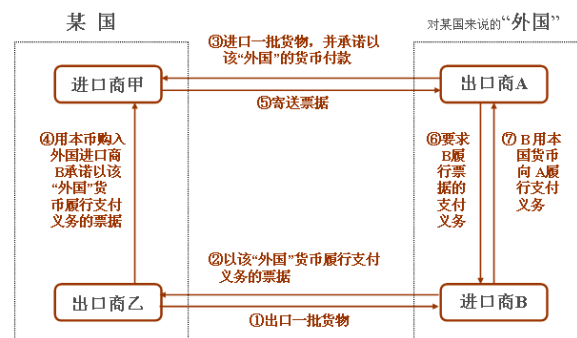 某 国
对某国来说的“外国”
③进口一批货物，并承诺以
该“外国”的货币付款
进口商甲
出口商A
⑤寄送票据
④用本币购入
外国进口商
B承诺以该
“外国”货
币履行支付
义务的票据
⑥要求
B履
行票
据的
支付
义务
⑦ B用本
国货币
向 A履
行支付
义务
②以该“外国”货币履行支付
义务的票据
出口商乙
进口商B
①出口一批货物